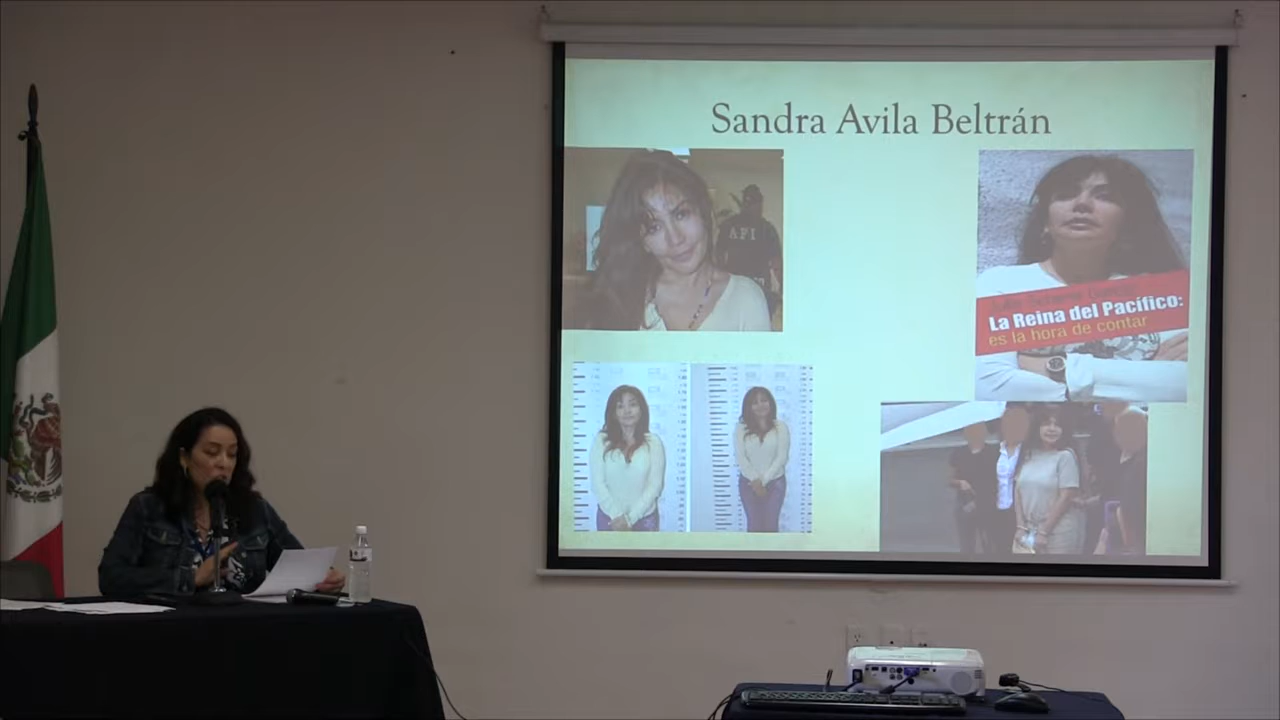 Sandra Avila Beltrán
AFI
La Reina del Pacífico:
es la hora de contar